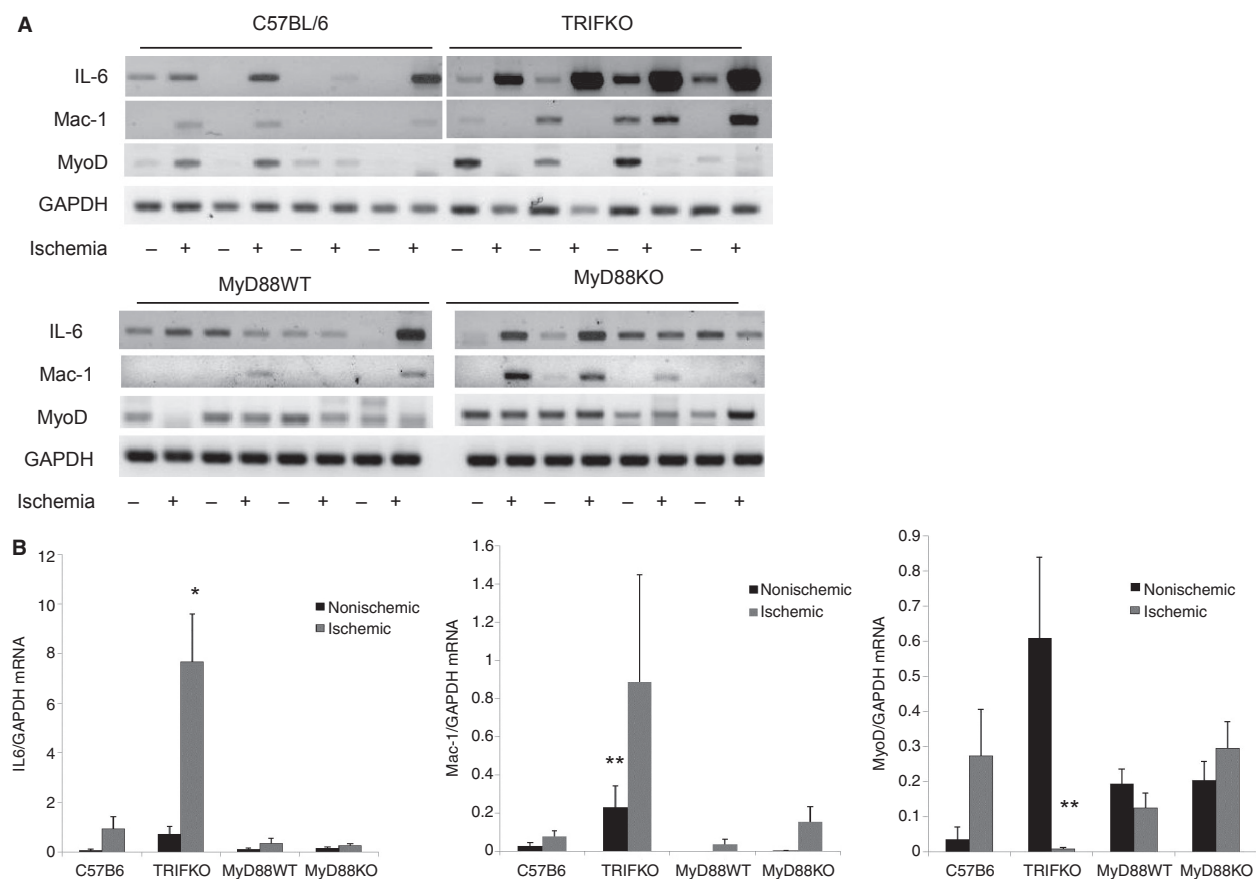 A
C57BL/6
TRIFKO
IL-6
Mac-1
MyoD
GAPDH
Ischemia – + – + – + – + – + – + – + – +
MyD88WT
MyD88KO
IL-6
Mac-1
MyoD
GAPDH
Ischemia – + – + – + – + – + – + – + – +
B
IL6/GAPDH mRNA
12
10
8
6
4
2
0
*
Nonischemic
Ischemic
C57B6 TRIFKO MyD88WT MyD88KO
Mac-1/GAPDH mRNA
1.6
1.4
1.2
1
0.8
0.6
0.4
0.2
0
**
Nonischemic
Ischemic
C57B6 TRIFKO MyD88WT MyD88KO
MyoD/GAPDH mRNA
0.9
0.8
0.7
0.6
0.5
0.4
0.3
0.2
0.1
0
**
Nonischemic
Ischemic
C57B6 TRIFKO MyD88WT MyD88KO